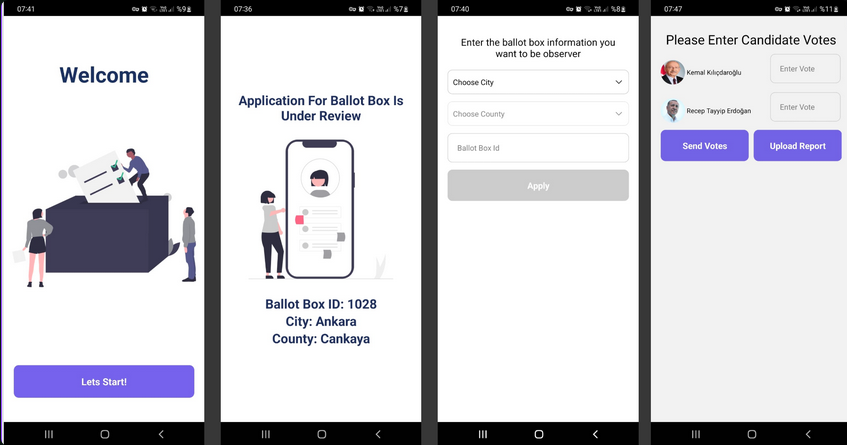 07:41
%9
Welcome
Lets Start!
07:36
%7
Application For Ballot Box Is
Under Review
Ballot Box ID: 1028
City: Ankara
County: Cankaya
07:40
%8
Enter the ballot box information you
want to be observer
Choose City
Choose County
Ballot Box Id
Apply
07:47
%11
Please Enter Candidate Votes
Kemal Kılıçdaroğlu
Enter Vote
Recep Tayyip Erdoğan
Enter Vote
Send Votes
Upload Report